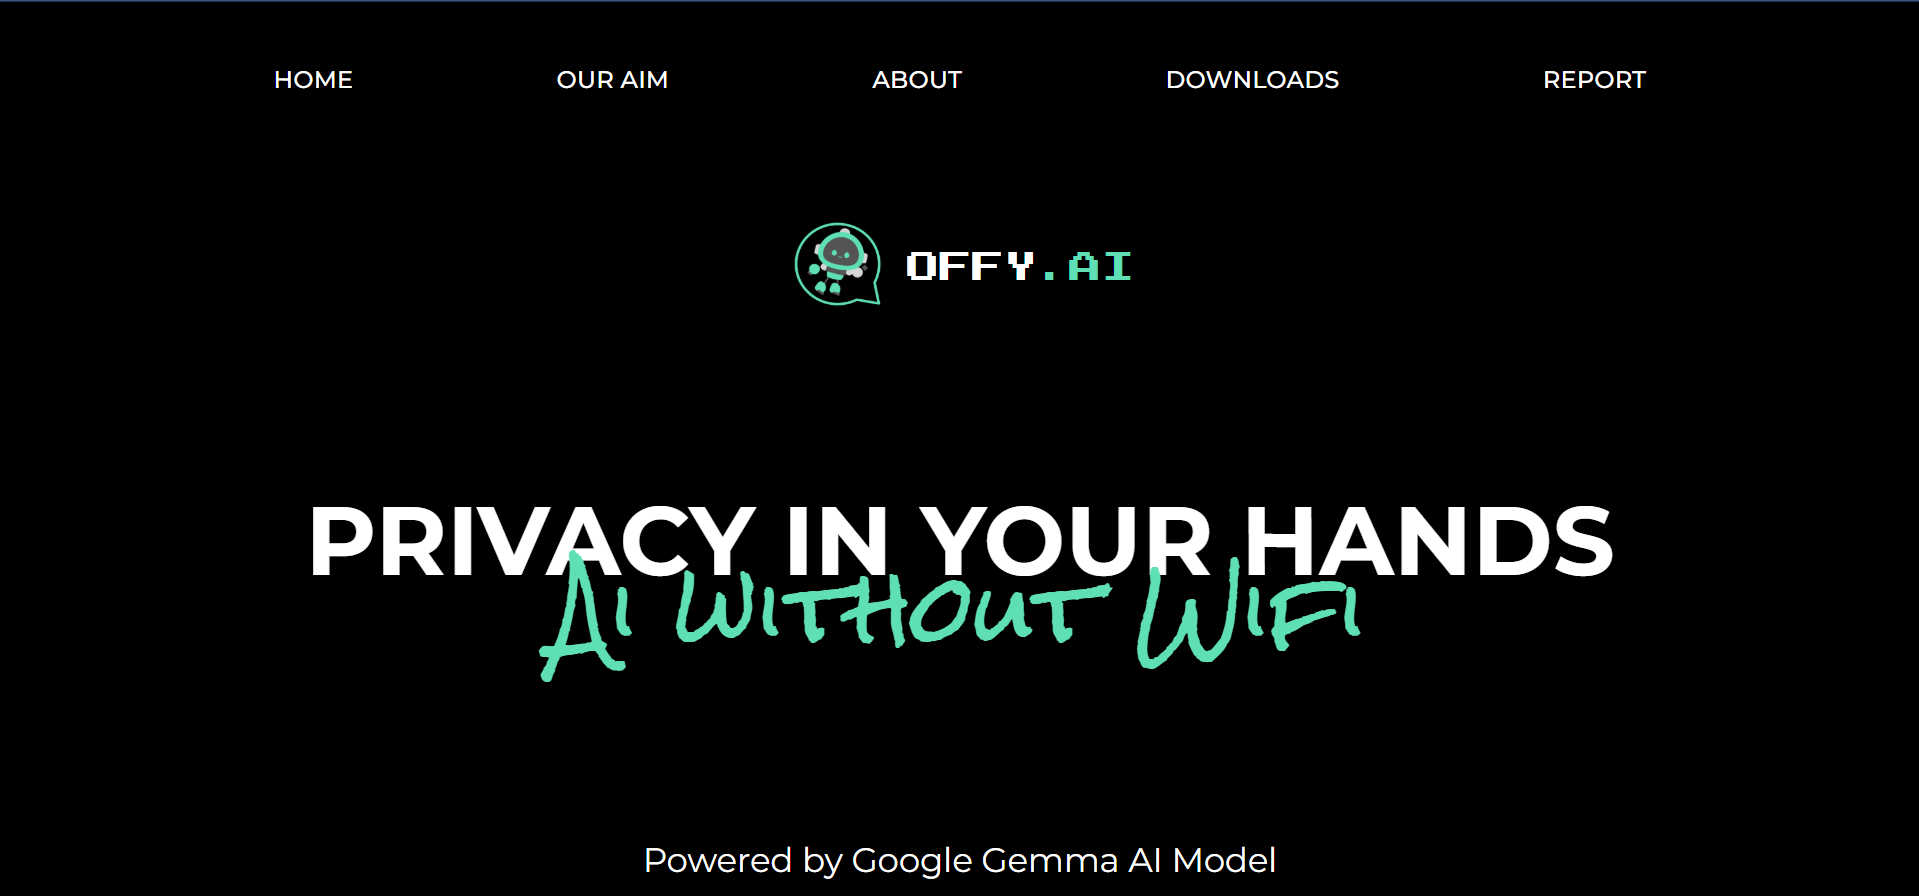 HOME OUR AIM ABOUT DOWNLOADS REPORT
OFFY.AI
PRIVACY IN YOUR HANDS
Ai without Wifi
Powered by Google Gemma AI Model